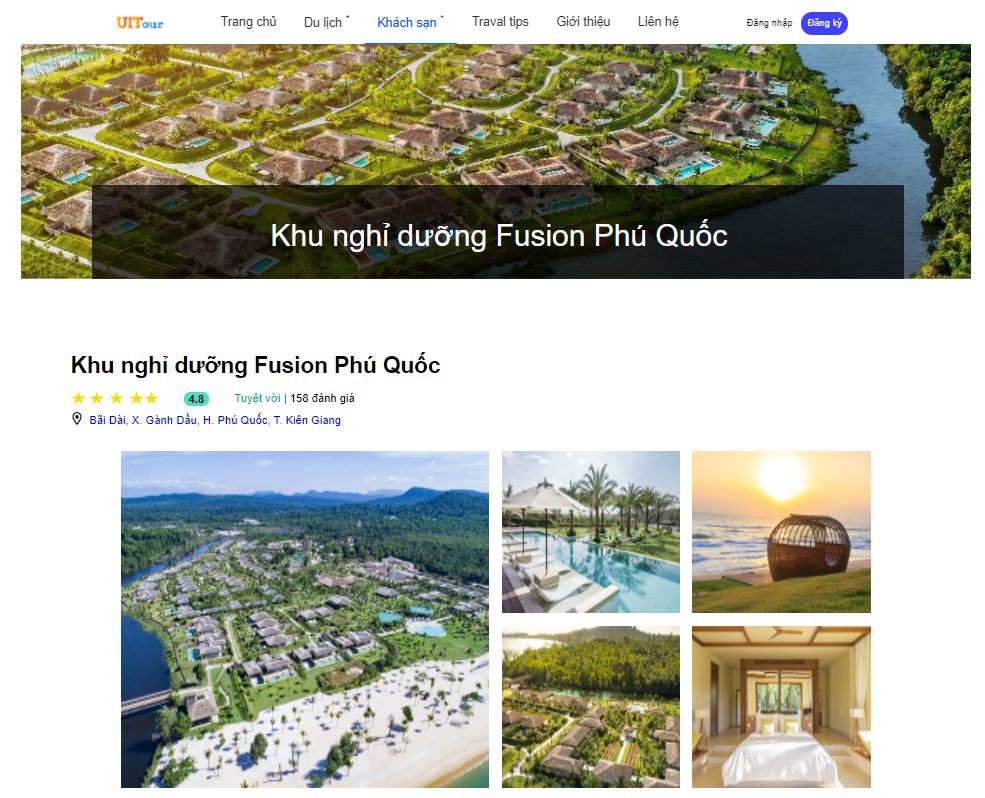 UITour Trang chủ Du lịch ˇ Khách sạn ˇ Traval tips Giới thiệu Liên hệ Đăng nhập Đăng ký
Khu nghỉ dưỡng Fusion Phú Quốc
Khu nghỉ dưỡng Fusion Phú Quốc
4.8 Tuyệt vời | 158 đánh giá
Bãi Dài, X. Gành Dầu, H. Phú Quốc, T. Kiên Giang